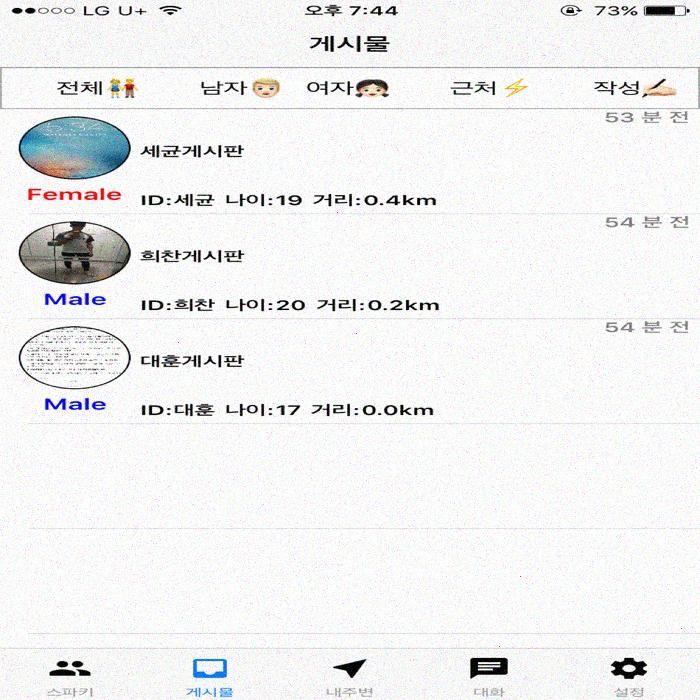 LG U+ 오후 7:44 73%
게시물
전체 남자 여자 근처 작성
53 분 전
세균게시판
Female ID:세균 나이:19 거리:0.4km
54 분 전
희찬게시판
Male ID:희찬 나이:20 거리:0.2km
54 분 전
대훈게시판
Male ID:대훈 나이:17 거리:0.0km
스파키 게시물 내주변 대화 설정